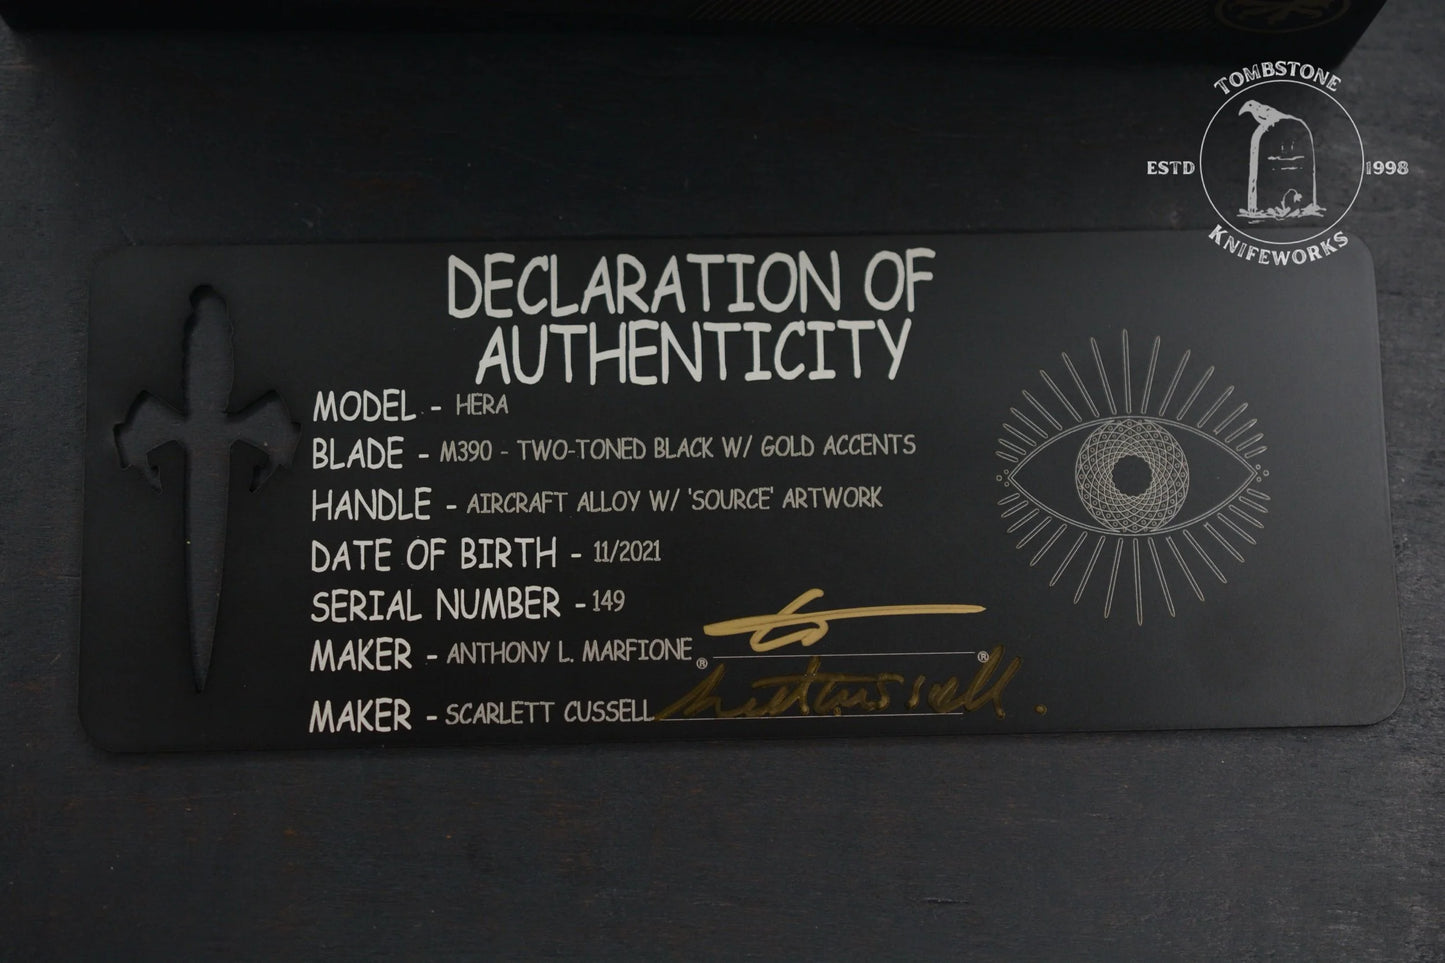 TOMBSTONE
ESTD 1998
KNIFEWORKS
DECLARATION OF
AUTHENTICITY
MODEL - HERA
BLADE - M390 - TWO-TONED BLACK W/ GOLD ACCENTS
HANDLE - AIRCRAFT ALLOY W/ 'SOURCE' ARTWORK
DATE OF BIRTH - 11/2021
SERIAL NUMBER - 149
MAKER - ANTHONY L. MARFIONE ® ®
MAKER - SCARLETT CUSSELL